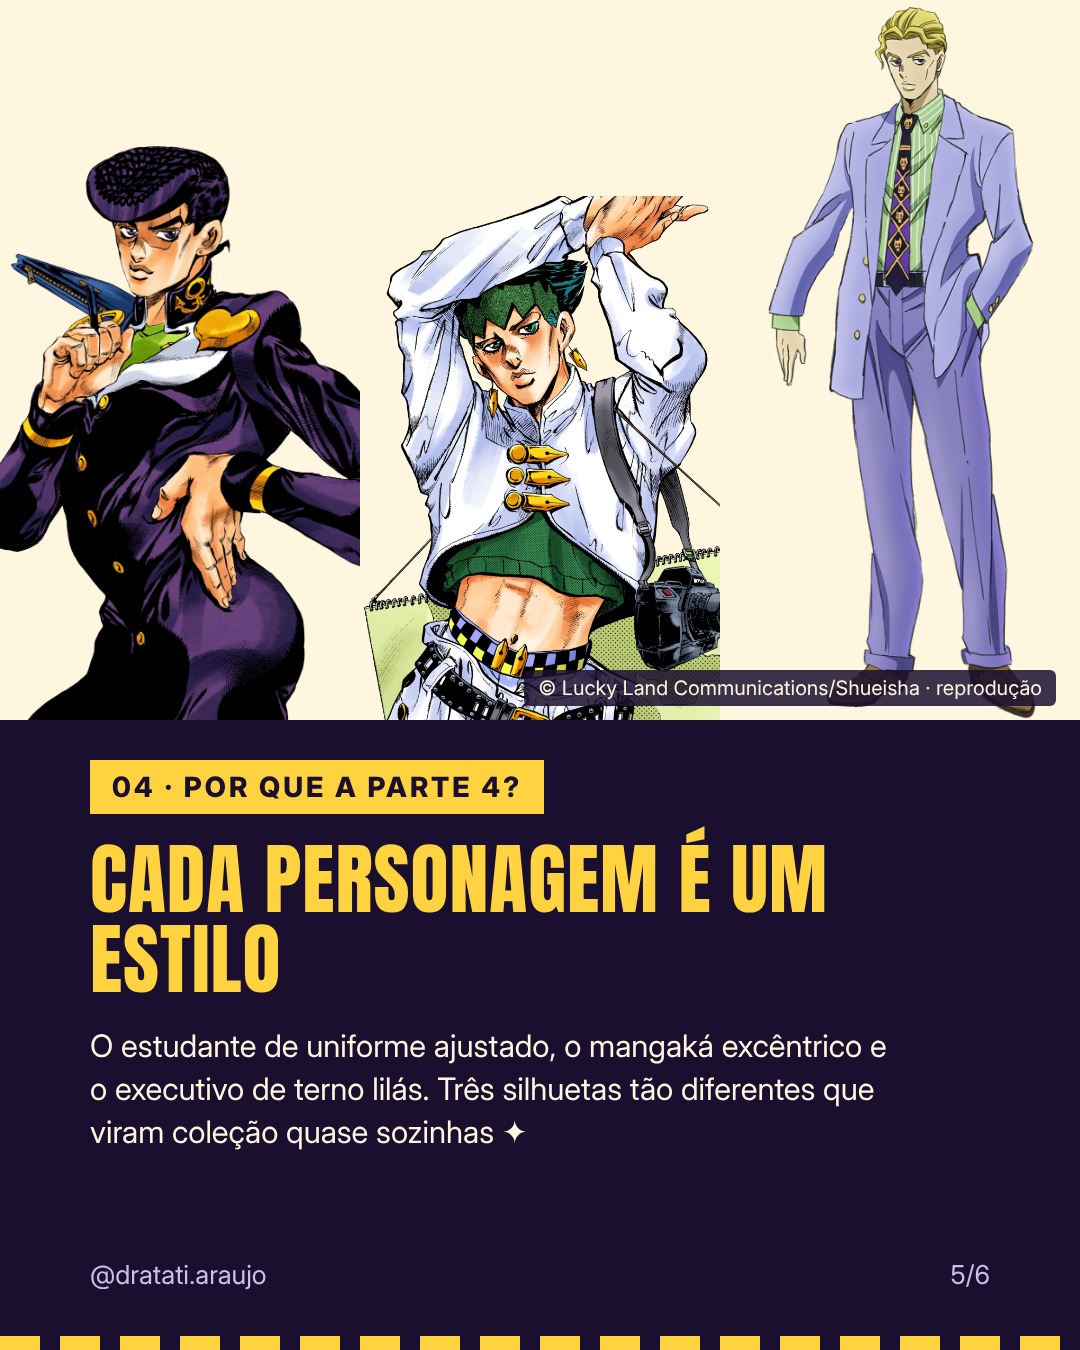 © Lucky Land Communications/Shueisha · reprodução
04 · POR QUE A PARTE 4?
CADA PERSONAGEM É UM
ESTILO
O estudante de uniforme ajustado, o mangaká excêntrico e
o executivo de terno lilás. Três silhuetas tão diferentes que
viram coleção quase sozinhas ✦
@dratati.araujo
5/6